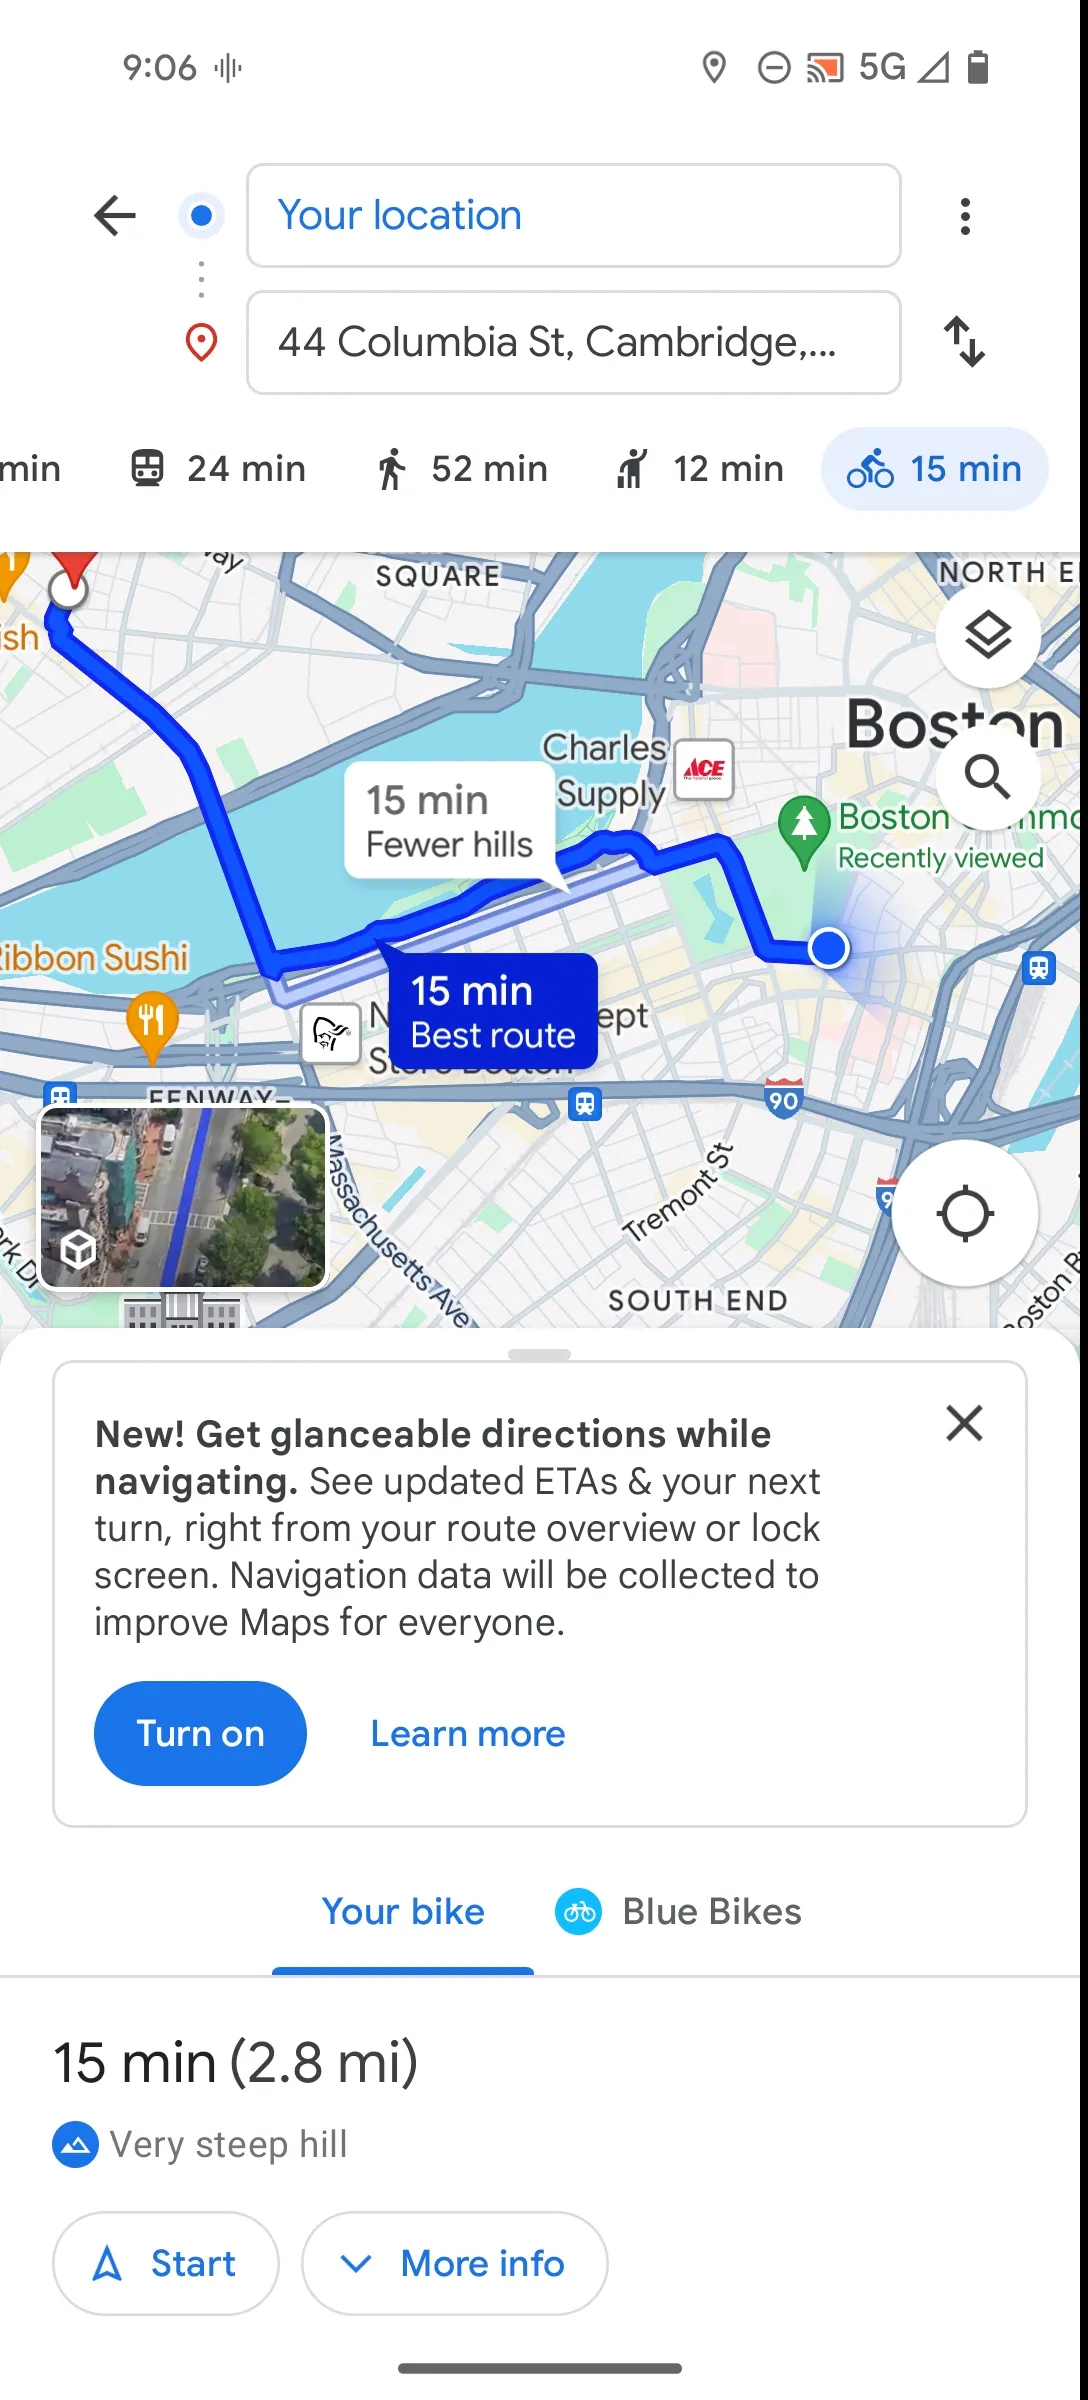 9:06
5G
Your location
44 Columbia St, Cambridge,...
min
24 min
52 min
12 min
15 min
SQUARE
NORTH E
ish
Boston
Charles
Supply
ACE
15 min
Fewer hills
Boston
Recently viewed
Ribbon Sushi
15 min
Best route
ept
90
FENWAY–
Massachusetts Ave
Tremont St
9
SOUTH END
Boston
New! Get glanceable directions while
navigating. See updated ETAs & your next
turn, right from your route overview or lock
screen. Navigation data will be collected to
improve Maps for everyone.
Turn on
Learn more
Your bike
Blue Bikes
15 min (2.8 mi)
Very steep hill
Start
More info